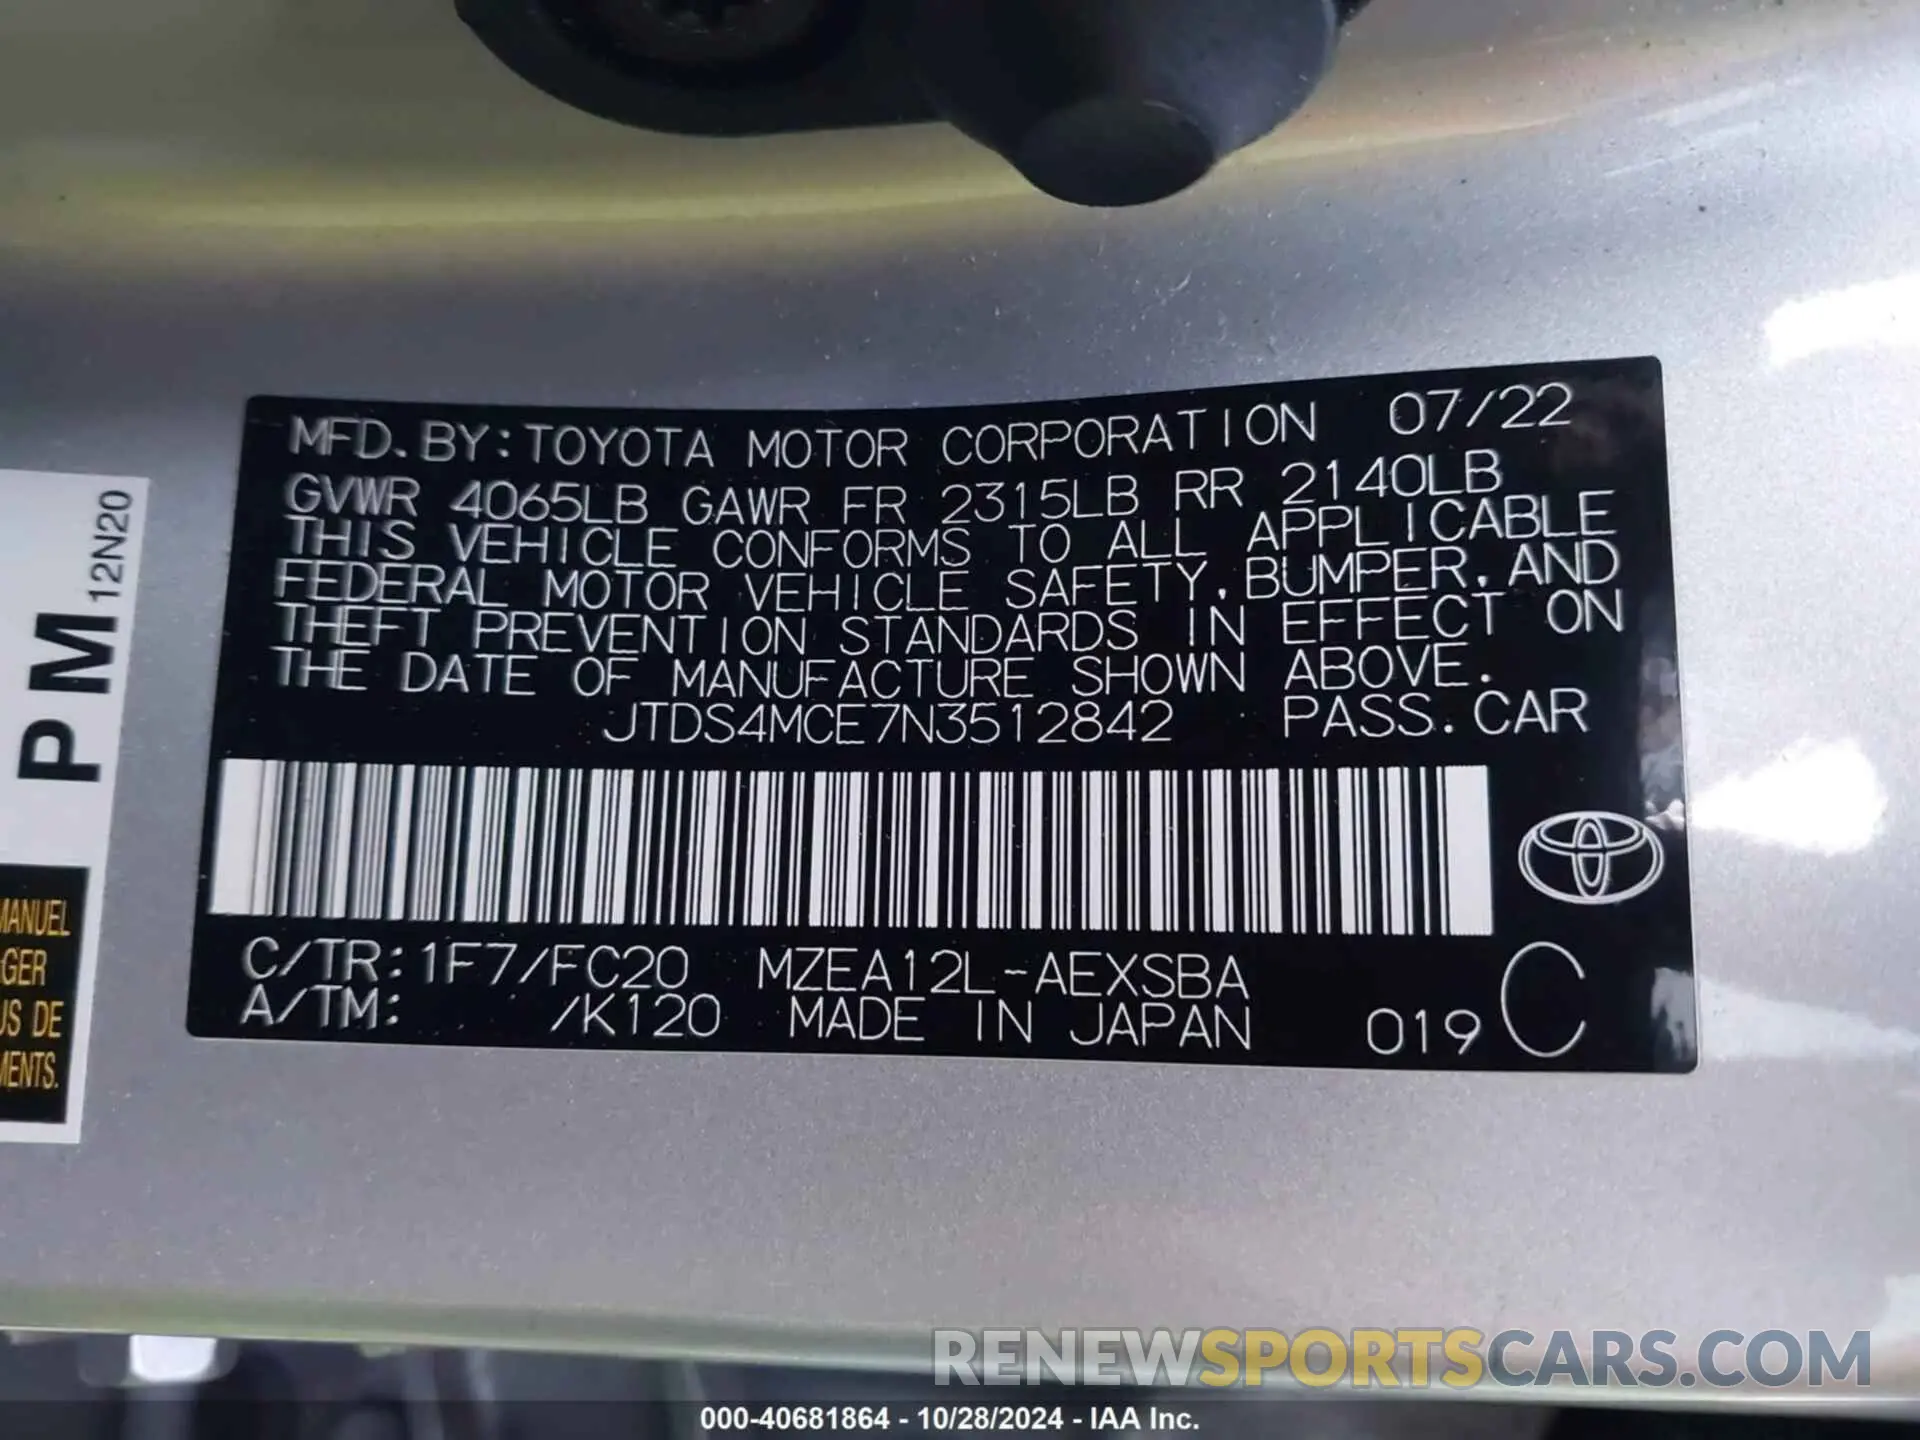 MFD. BY: TOYOTA MOTOR CORPORATION 07/22
GVWR 4065LB GAWR FR 2315LB RR 2140LB
THIS VEHICLE CONFORMS TO ALL APPLICABLE
FEDERAL MOTOR VEHICLE SAFETY, BUMPER, AND
THEFT PREVENTION STANDARDS IN EFFECT ON
THE DATE OF MANUFACTURE SHOWN ABOVE.
JTDS4MCE7N3512842 PASS. CAR
C/TR: 1F7/FC20 MZEA12L-AEXSBA
A/TM: /K120 MADE IN JAPAN 019 C
PM 12N20
MANUEL
GER
US DE
MENTS.
RENEWSPORTSCARS.COM
000-40681864 - 10/28/2024 - IAA Inc.